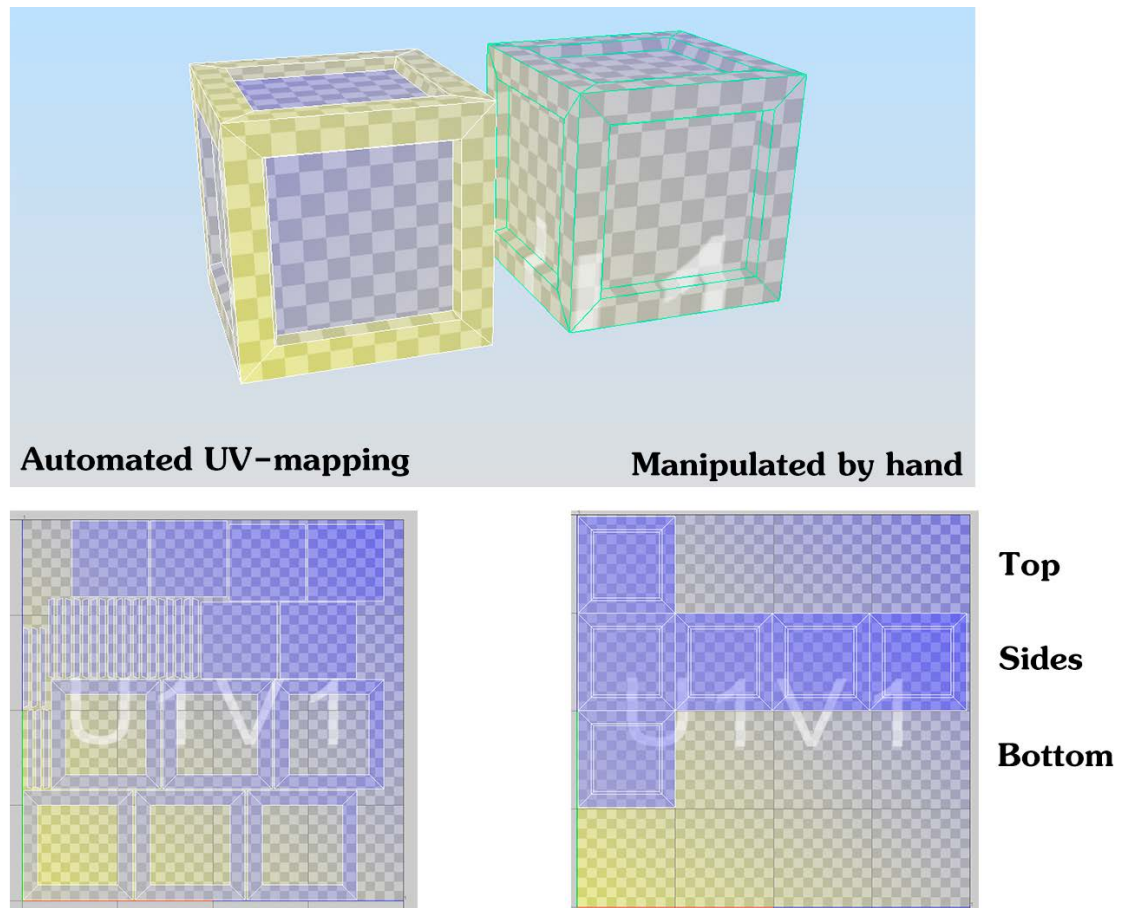 Automated UV-mapping
Manipulated by hand
U1V1
U1V1
Top
Sides
Bottom